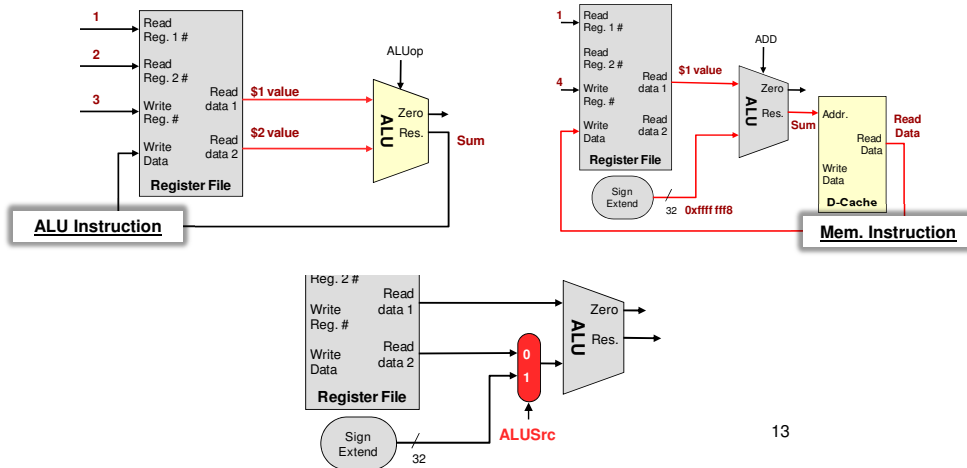 1
Read
Reg. 1 #
2
Read
Reg. 2 #
3
Write
Reg. #
Write
Data
Read
data 1
Read
data 2
Register File
$1 value
$2 value
ALUop
ALU
Zero
Res.
Sum
ALU Instruction
1
Read
Reg. 1 #
Read
Reg. 2 #
4
Write
Reg. #
Write
Data
Read
data 1
Read
data 2
Register File
$1 value
ADD
ALU
Zero
Res.
Sum
Addr.
Read
Data
Write
Data
D-Cache
Read
Data
Sign
Extend
32
0xffff fff8
Mem. Instruction
Reg. 2 #
Write
Reg. #
Write
Data
Read
data 1
Read
data 2
Register File
0
1
ALUSrc
ALU
Zero
Res.
Sign
Extend
32
13